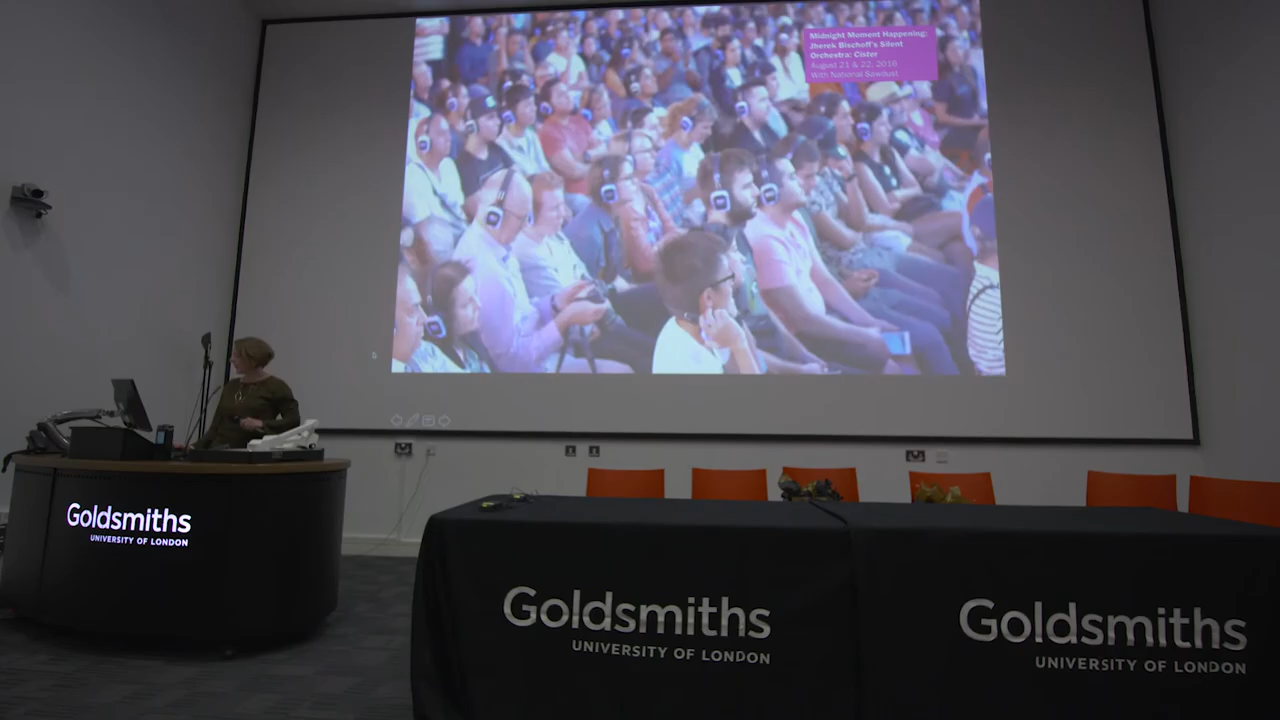 Midnight Moment Happening:
Jherek Bischoff's Silent
Orchestra: Cister
August 21 & 22, 2016
With National Sawdust
Goldsmiths
UNIVERSITY OF LONDON
Goldsmiths
UNIVERSITY OF LONDON
Goldsmiths
UNIVERSITY OF LONDON